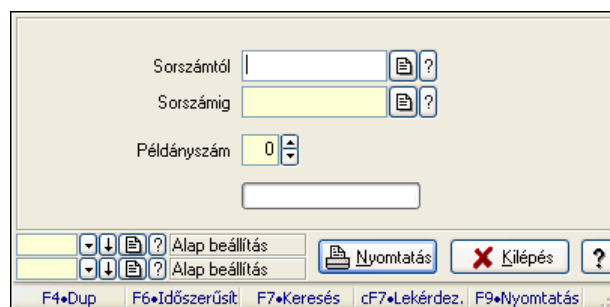 Sorszámtól ?
Sorszámig ?
Példányszám 0
? Alap beállítás
? Alap beállítás
Nyomtatás Kilépés ?
F4•Dup F6•Időszerűsít F7•Keresés cF7•Lekérdez. F9•Nyomtatás